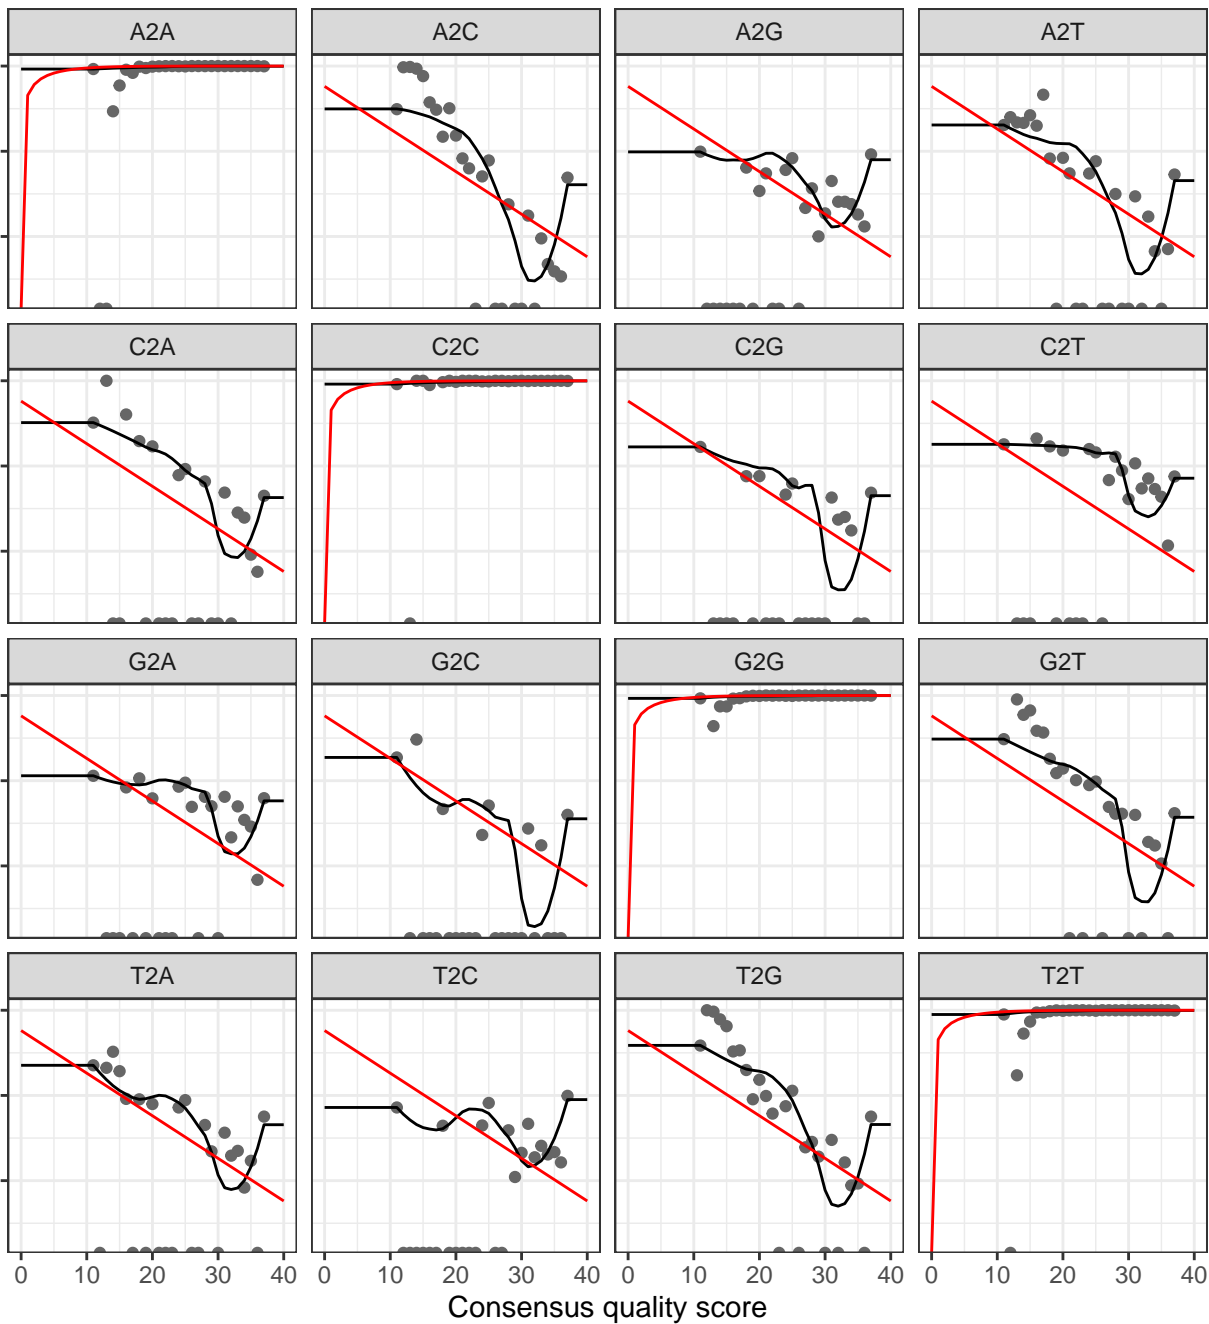 A2A A2C A2G A2T
C2A C2C C2G C2T
G2A G2C G2G G2T
T2A T2C T2G T2T
0 10 20 30 40 0 10 20 30 40 0 10 20 30 40 0 10 20 30 40
Consensus quality score